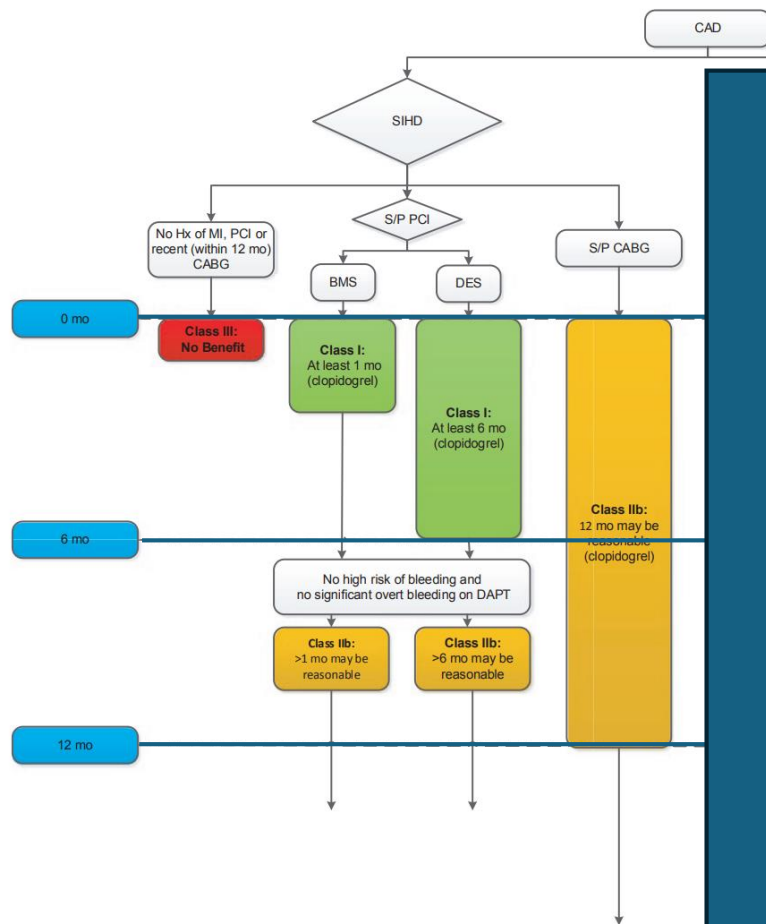 CAD
SIHD
No Hx of MI, PCI or
recent (within 12 mo)
CABG
S/P PCI
S/P CABG
BMS
DES
0 mo
Class III:
No Benefit
Class I:
At least 1 mo
(clopidogrel)
Class I:
At least 6 mo
(clopidogrel)
Class IIb:
12 mo may be
reasonable
(clopidogrel)
6 mo
No high risk of bleeding and
no significant overt bleeding on DAPT
Class IIb:
>1 mo may be
reasonable
Class IIb:
>6 mo may be
reasonable
12 mo